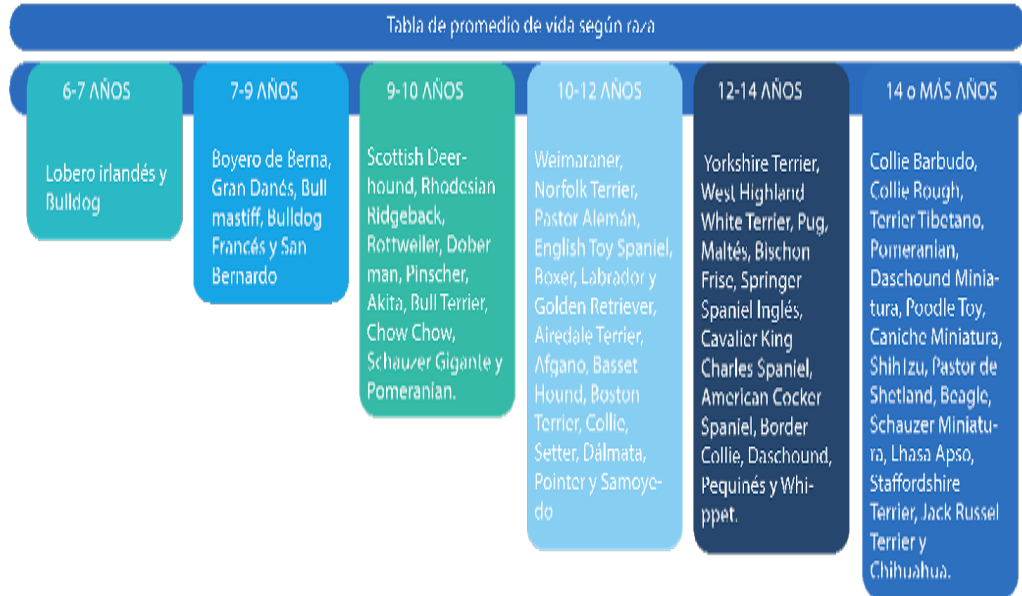 Tabla de promedio de vida según raza
6-7 AÑOS
Lobero irlandés y
Bulldog
7-9 AÑOS
Boyero de Berna,
Gran Danés, Bull
mastiff, Bulldog
Francés y San
Bernardo
9-10 AÑOS
Scottish Deer-
hound, Rhodesian
Ridgeback,
Rottweiler, Dober
man, Pinscher,
Akita, Bull Terrier,
Chow Chow,
Schauzer Gigante y
Pomeranian.
10-12 AÑOS
Weimaraner,
Norfolk Terrier,
Pastor Alemán,
English Toy Spaniel,
Boxer, Labrador y
Golden Retriever,
Airedale Terrier,
Afgano, Basset
Hound, Boston
Terrier, Collie,
Setter, Dálmata,
Pointer y Samoye-
do
12-14 AÑOS
Yorkshire Terrier,
West Highland
White Terrier, Pug,
Maltés, Bischon
Frise, Springer
Spaniel Inglés,
Cavalier King
Charles Spaniel,
American Cocker
Spaniel, Border
Collie, Daschound,
Pequinés y Whi-
ppet.
14 o MÁS AÑOS
Collie Barbudo,
Collie Rough,
Terrier Tibetano,
Pomeranian,
Daschound Minia-
tura, Poodle Toy,
Caniche Miniatura,
Shih Tzu, Pastor de
Shetland, Beagle,
Schauzer Miniatu-
ra, Lhasa Apso,
Staffordshire
Terrier, Jack Russel
Terrier y
Chihuahua.